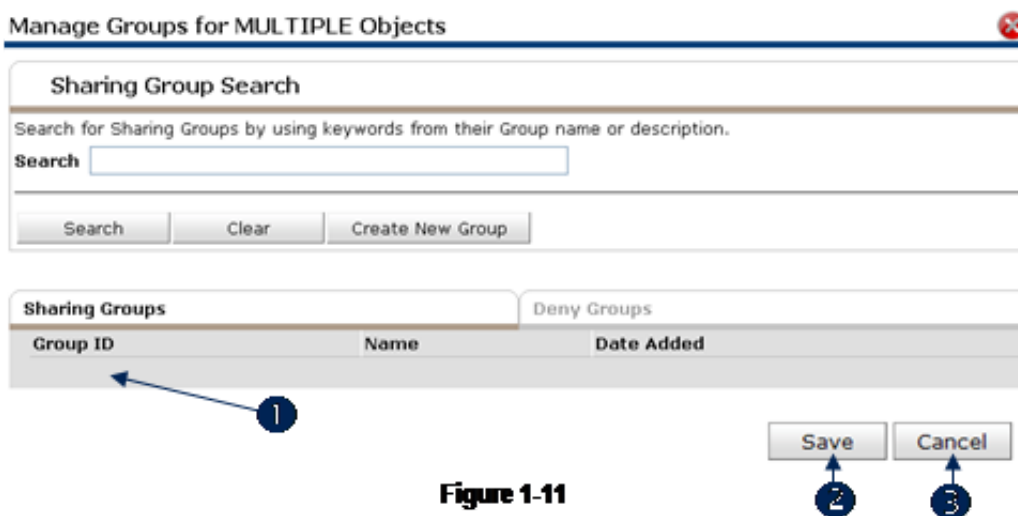 Manage Groups for MULTIPLE Objects
Sharing Group Search
Search for Sharing Groups by using keywords from their Group name or description.
Search
Search Clear Create New Group
Sharing Groups Deny Groups
Group ID Name Date Added
1
Save Cancel
2 3
Figure 1-11